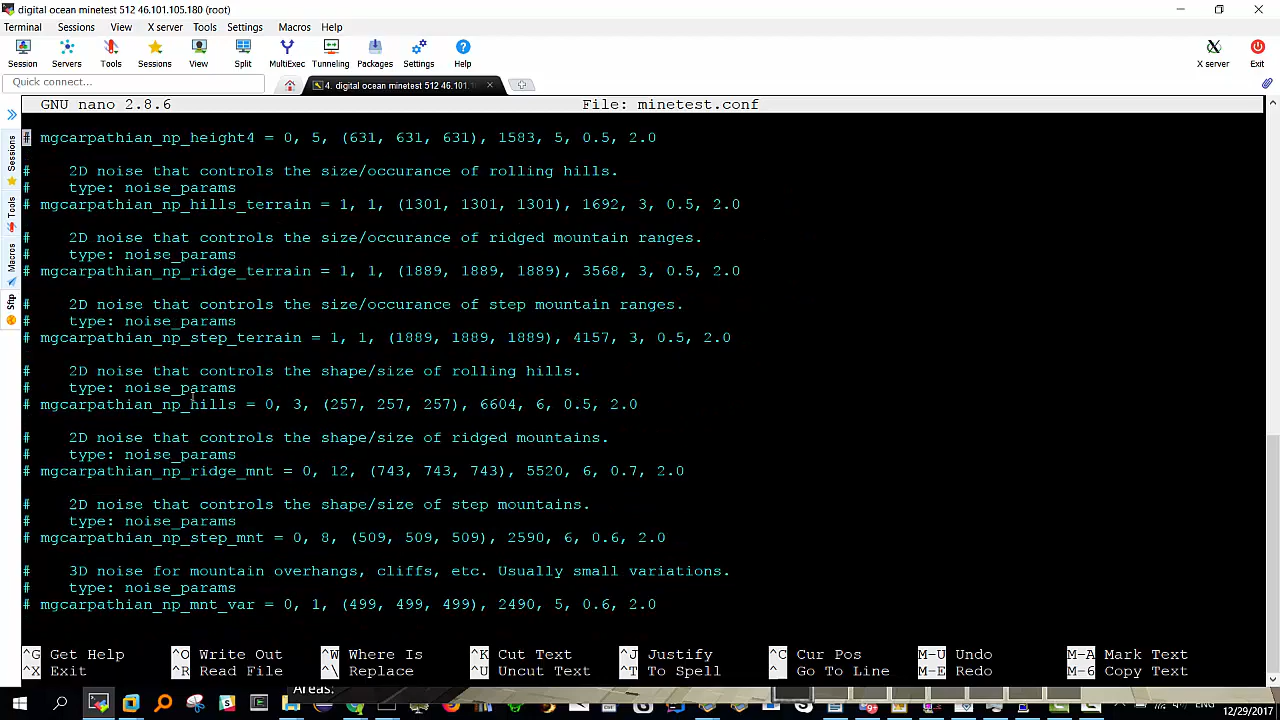 digital ocean minetest 512 46.101.105.180 (root)
Terminal Sessions View X server Tools Settings Macros Help
Session Servers Tools Sessions View Split MultiExec Tunneling Packages Settings Help X server Exit
Quick connect...
4. digital ocean minetest 512 46.101.
GNU nano 2.8.6 File: minetest.conf
# mgcarpathian_np_height4 = 0, 5, (631, 631, 631), 1583, 5, 0.5, 2.0
# 2D noise that controls the size/occurance of rolling hills.
# type: noise_params
# mgcarpathian_np_hills_terrain = 1, 1, (1301, 1301, 1301), 1692, 3, 0.5, 2.0
# 2D noise that controls the size/occurance of ridged mountain ranges.
# type: noise_params
# mgcarpathian_np_ridge_terrain = 1, 1, (1889, 1889, 1889), 3568, 3, 0.5, 2.0
# 2D noise that controls the size/occurance of step mountain ranges.
# type: noise_params
# mgcarpathian_np_step_terrain = 1, 1, (1889, 1889, 1889), 4157, 3, 0.5, 2.0
# 2D noise that controls the shape/size of rolling hills.
# type: noise_params
# mgcarpathian_np_hills = 0, 3, (257, 257, 257), 6604, 6, 0.5, 2.0
# 2D noise that controls the shape/size of ridged mountains.
# type: noise_params
# mgcarpathian_np_ridge_mnt = 0, 12, (743, 743, 743), 5520, 6, 0.7, 2.0
# 2D noise that controls the shape/size of step mountains.
# type: noise_params
# mgcarpathian_np_step_mnt = 0, 8, (509, 509, 509), 2590, 6, 0.6, 2.0
# 3D noise for mountain overhangs, cliffs, etc. Usually small variations.
# type: noise_params
# mgcarpathian_np_mnt_var = 0, 1, (499, 499, 499), 2490, 5, 0.6, 2.0
^G Get Help ^O Write Out ^W Where Is ^K Cut Text ^J Justify ^C Cur Pos M-U Undo M-A Mark Text
^X Exit ^R Read File ^\ Replace ^U Uncut Text ^T To Spell ^_ Go To Line M-E Redo M-6 Copy Text
Sessions
Tools
Macros
Sftp
Areas:
12/29/2017